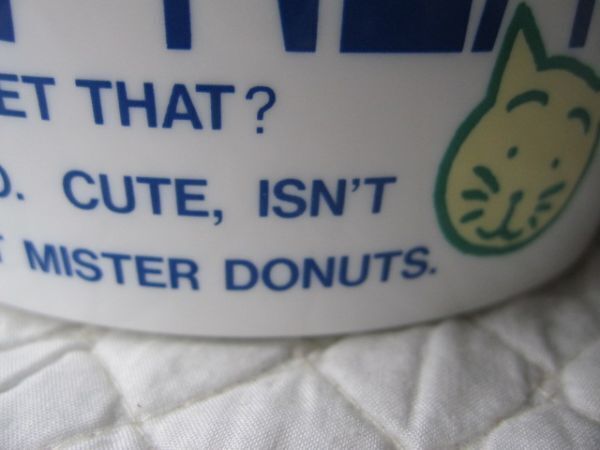 ET THAT?
. CUTE, ISN'T
MISTER DONUTS.